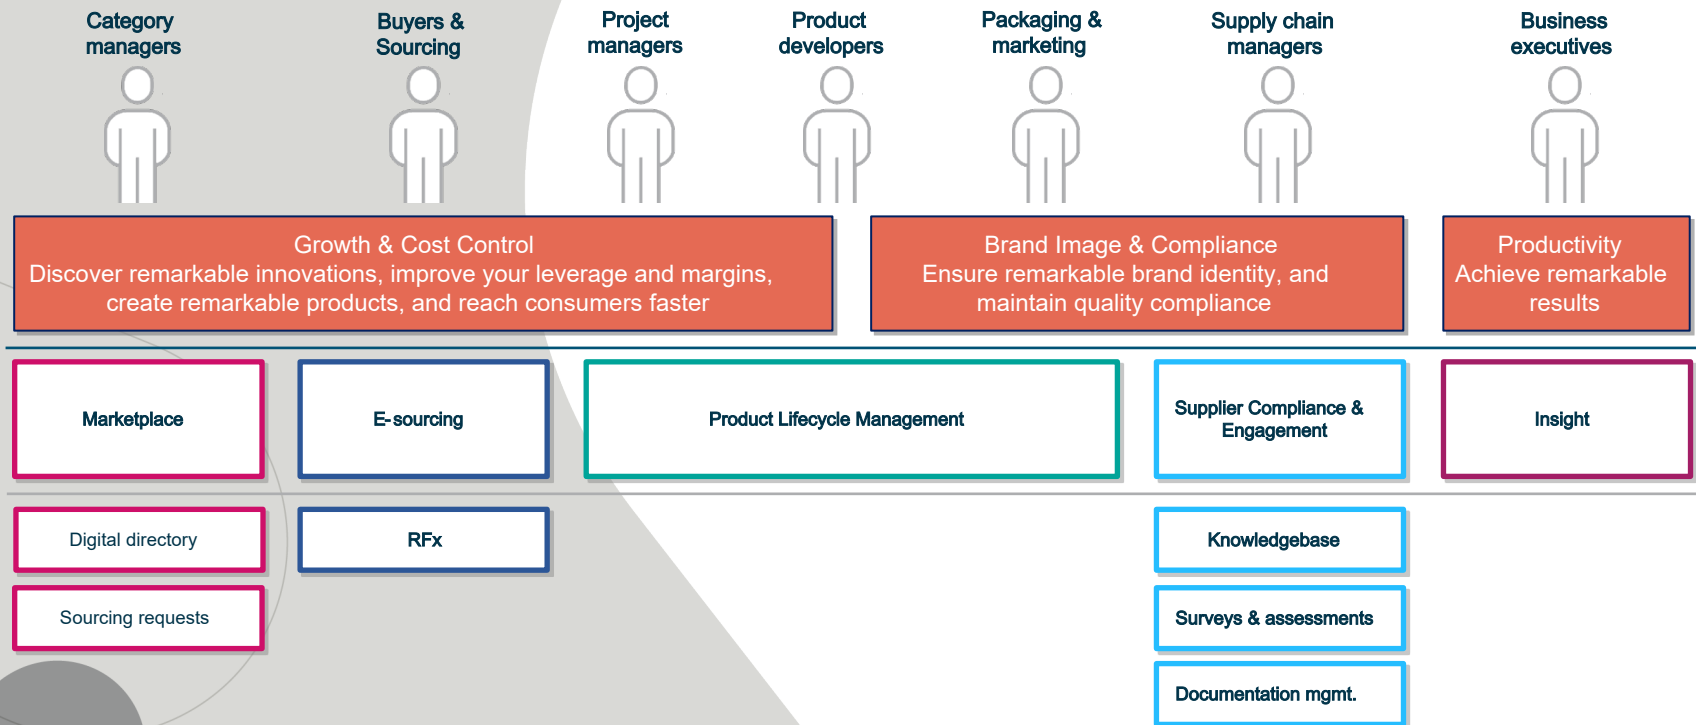 Category
managers
Buyers &
Sourcing
Project
managers
Product
developers
Packaging &
marketing
Supply chain
managers
Business
executives
Growth & Cost Control
Discover remarkable innovations, improve your leverage and margins,
create remarkable products, and reach consumers faster
Brand Image & Compliance
Ensure remarkable brand identity, and
maintain quality compliance
Productivity
Achieve remarkable
results
Marketplace
E-sourcing
Product Lifecycle Management
Supplier Compliance &
Engagement
Insight
Digital directory
RFx
Knowledgebase
Sourcing requests
Surveys & assessments
Documentation mgmt.